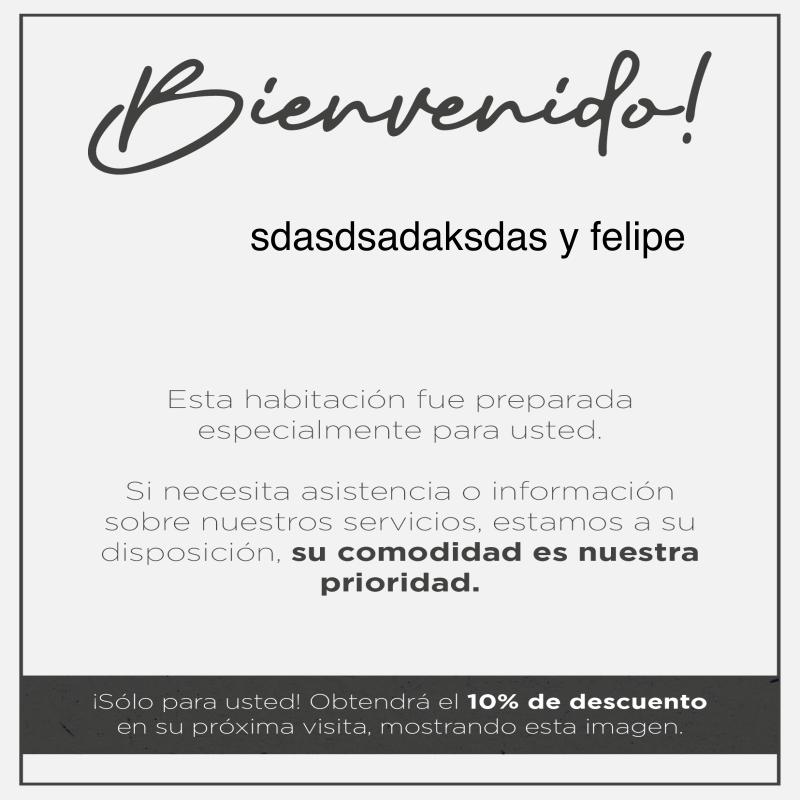 Bienvenido!
sdasdsadaksdas y felipe
Esta habitación fue preparada
especialmente para usted.
Si necesita asistencia o información
sobre nuestros servicios, estamos a su
disposición, su comodidad es nuestra
prioridad.
¡Sólo para usted! Obtendrá el 10% de descuento
en su próxima visita, mostrando esta imagen.